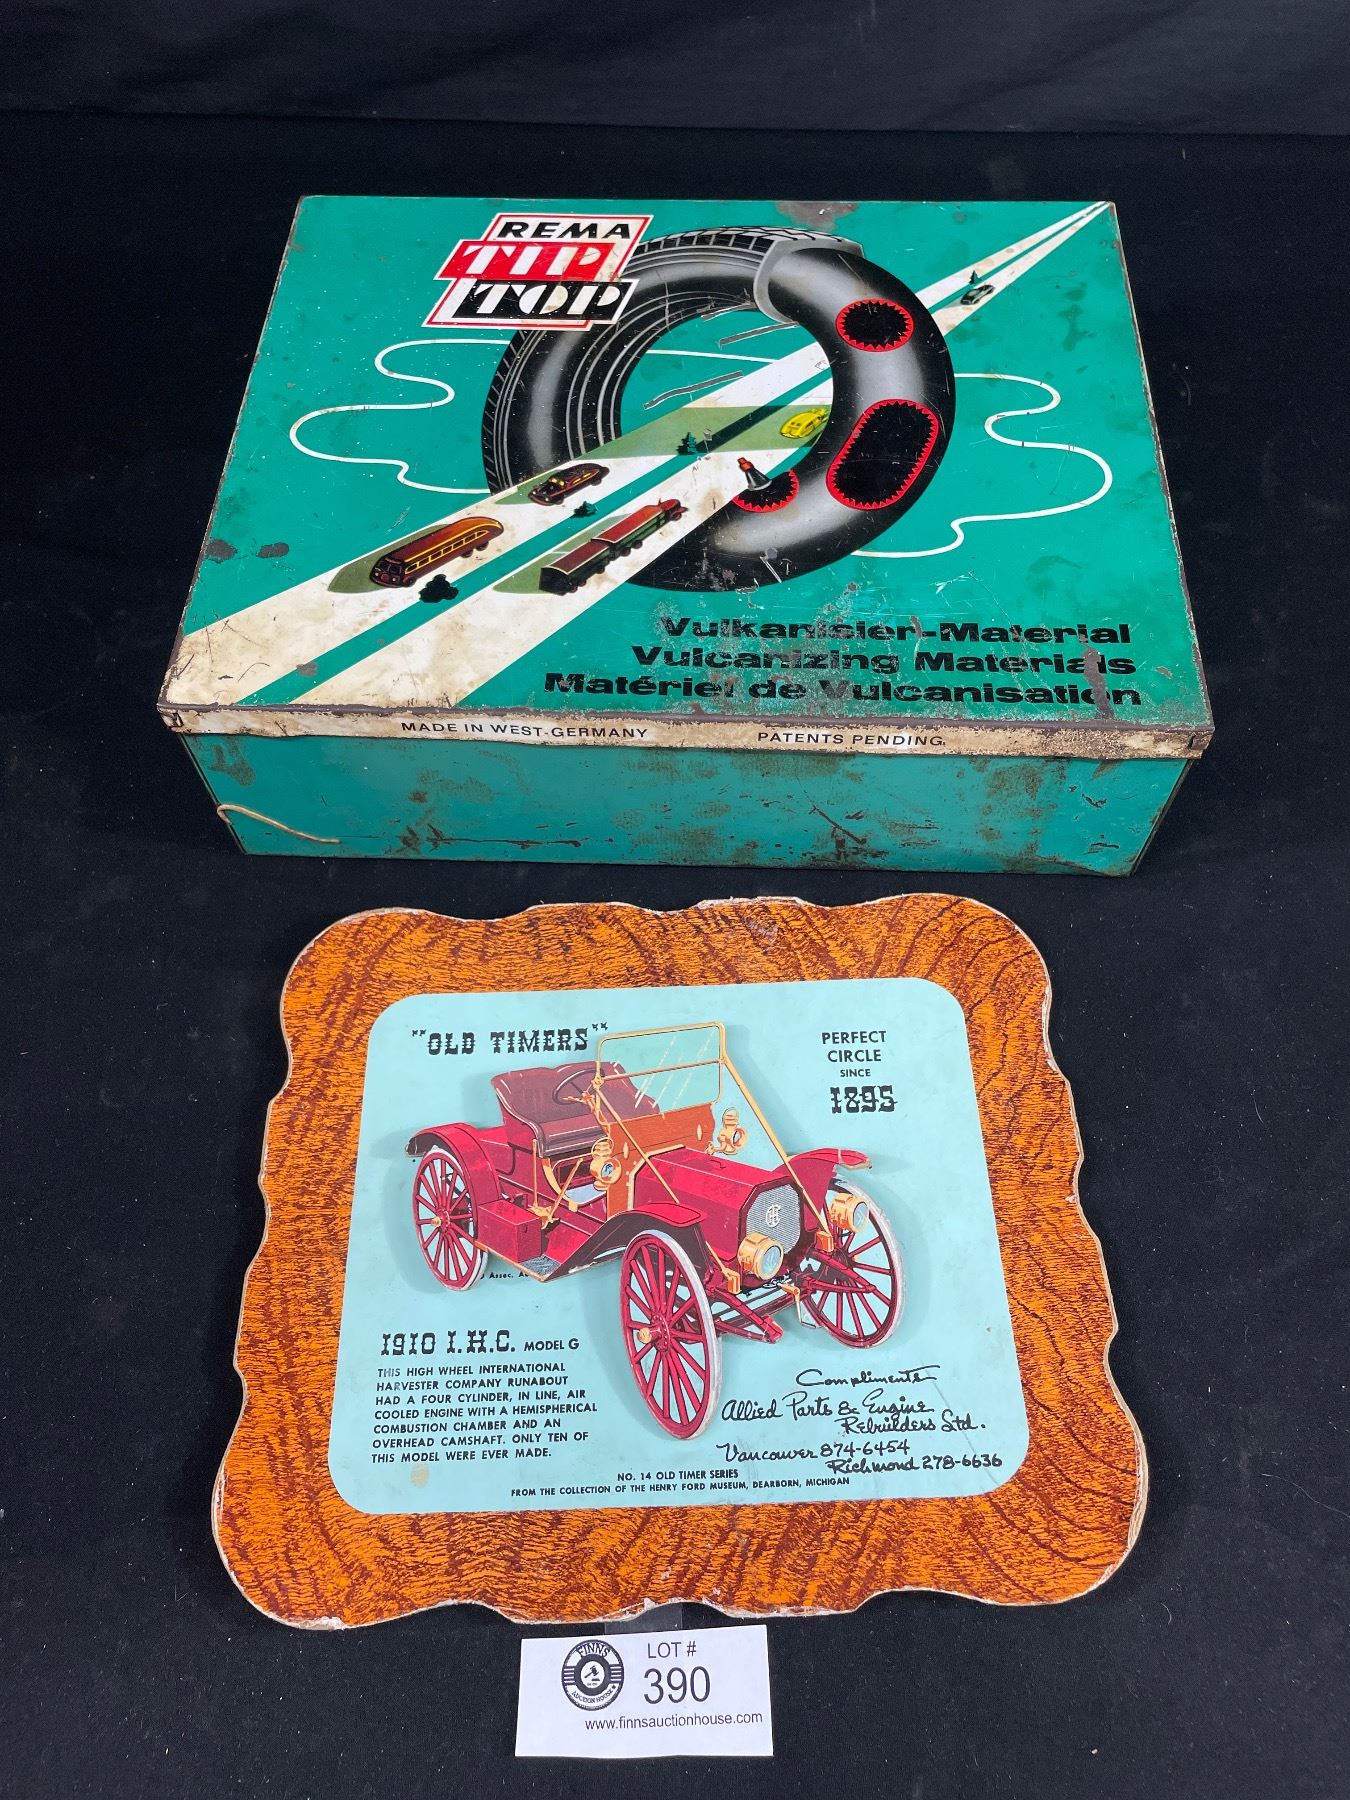 REMA
TIP
TOP
Vulkanisier-Material
Vulcanizing Materials
Matériel de Vulcanisation
MADE IN WEST-GERMANY
PATENTS PENDING
"OLD TIMERS"
PERFECT
CIRCLE
SINCE
1895
Assoc.
1910 I.H.C. MODEL G
THIS HIGH WHEEL INTERNATIONAL
HARVESTER COMPANY RUNABOUT
HAD A FOUR CYLINDER, IN LINE, AIR
COOLED ENGINE WITH A HEMISPHERICAL
COMBUSTION CHAMBER AND AN
OVERHEAD CAMSHAFT. ONLY TEN OF
THIS MODEL WERE EVER MADE.
Compliments
Allied Parts & Engine
Rebuilders Ltd.
Vancouver 874-6454
Richmond 278-6636
NO. 14 OLD TIMER SERIES
FROM THE COLLECTION OF THE HENRY FORD MUSEUM, DEARBORN, MICHIGAN
FINNS
AUCTION HOUSE
LOT #
390
www.finnsauctionhouse.com